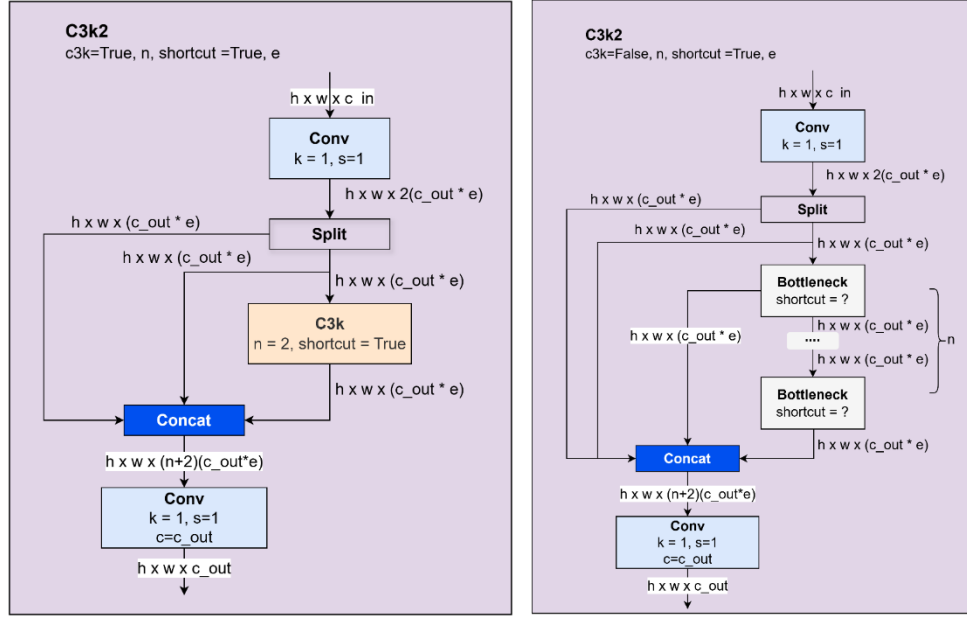 C3k2
c3k=True, n, shortcut =True, e
h x w x c_in
Conv
k = 1, s=1
h x w x 2(c_out * e)
h x w x (c_out * e)
Split
h x w x (c_out * e)
h x w x (c_out * e)
C3k
n = 2, shortcut = True
h x w x (c_out * e)
Concat
h x w x (n+2)(c_out*e)
Conv
k = 1, s=1
c=c_out
h x w x c_out
C3k2
c3k=False, n, shortcut =True, e
h x w x c_in
Conv
k = 1, s=1
h x w x 2(c_out * e)
h x w x (c_out * e)
Split
h x w x (c_out * e)
h x w x (c_out * e)
Bottleneck
shortcut = ?
h x w x (c_out * e)
h x w x (c_out * e)
....
n
h x w x (c_out * e)
Bottleneck
shortcut = ?
h x w x (c_out * e)
Concat
h x w x (n+2)(c_out*e)
Conv
k = 1, s=1
c=c_out
h x w x c_out